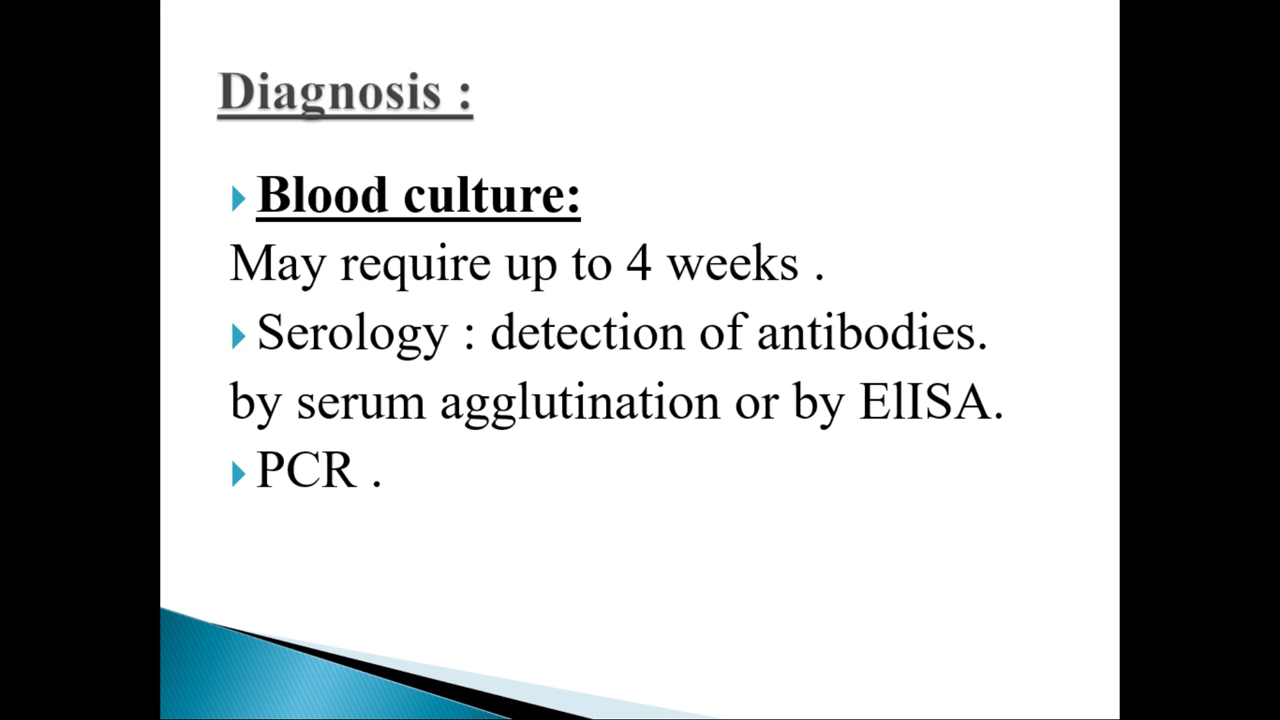 Diagnosis :
Blood culture:
May require up to 4 weeks .
Serology : detection of antibodies.
by serum agglutination or by ElISA.
PCR .